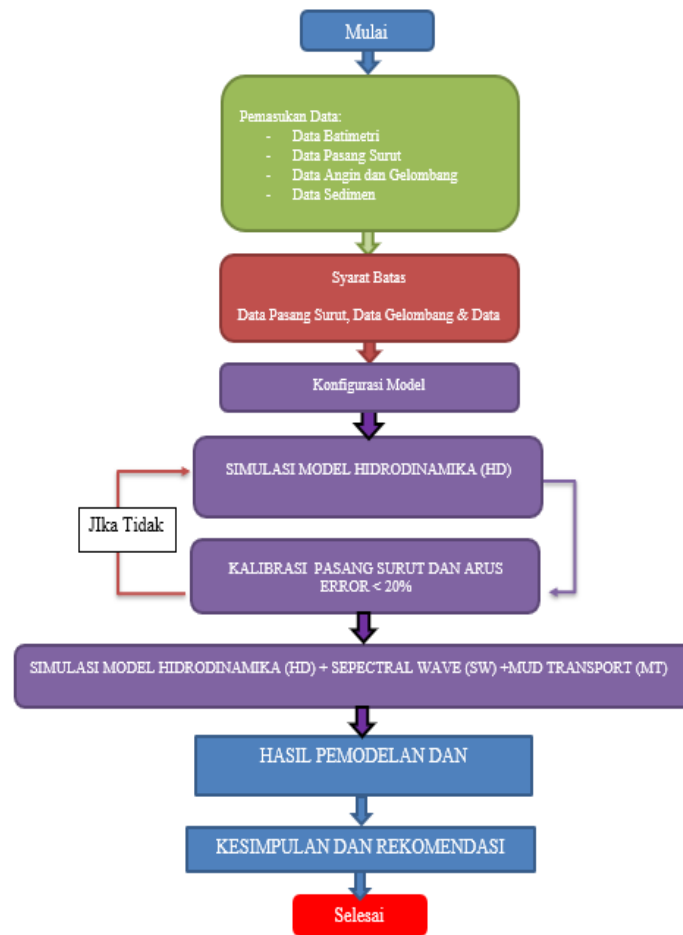 Mulai
Pemasukan Data:
- Data Batimetri
- Data Pasang Surut
- Data Angin dan Gelombang
- Data Sedimen
Syarat Batas
Data Pasang Surut, Data Gelombang & Data
Konfigurasi Model
SIMULASI MODEL HIDRODINAMIKA (HD)
JIka Tidak
KALIBRASI PASANG SURUT DAN ARUS
ERROR < 20%
SIMULASI MODEL HIDRODINAMIKA (HD) + SEPECTRAL WAVE (SW) +MUD TRANSPORT (MT)
HASIL PEMODELAN DAN
KESIMPULAN DAN REKOMENDASI
Selesai